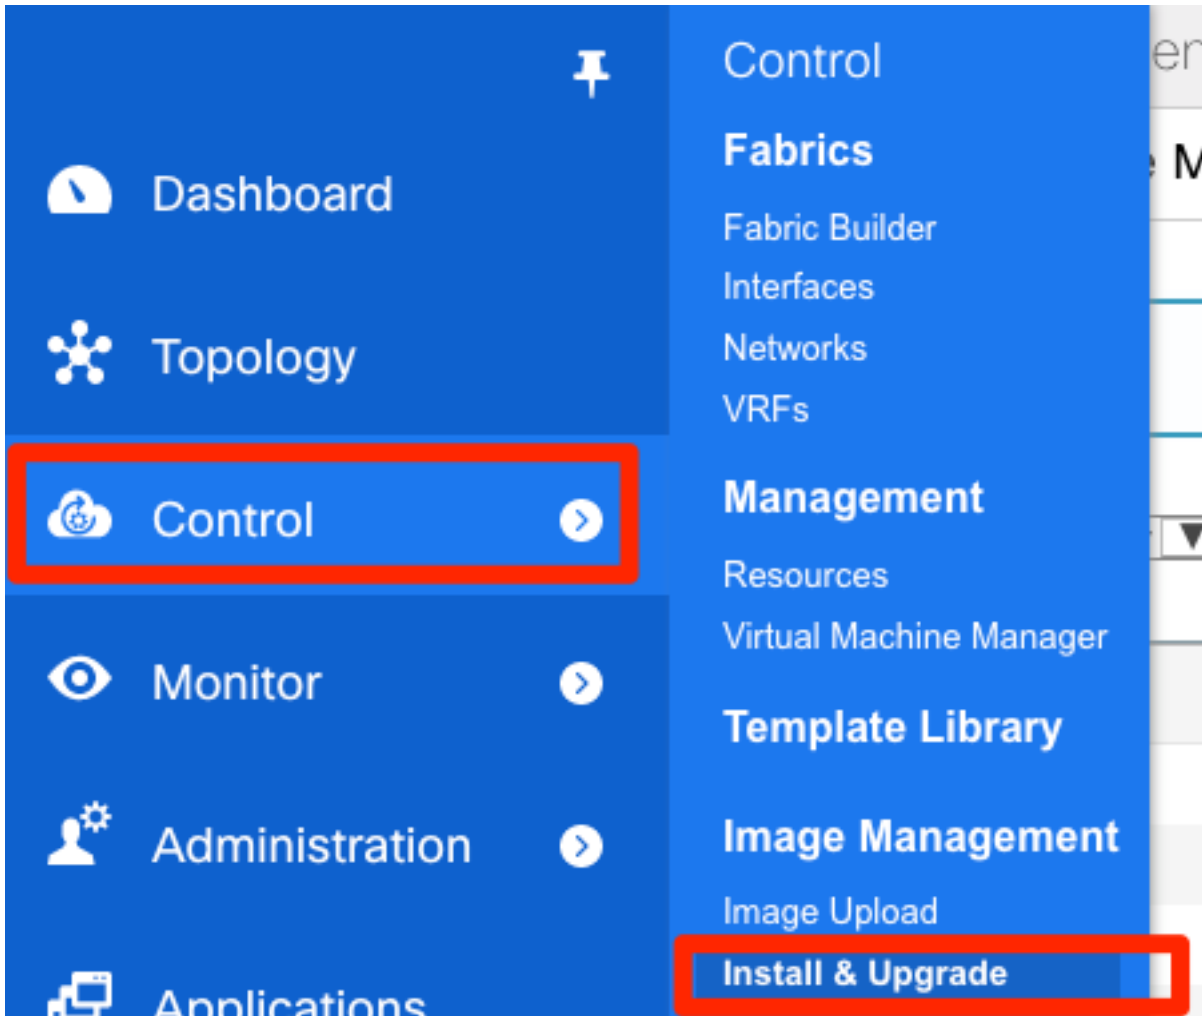 Dashboard
Topology
Control
Monitor
Administration
Applications
Control
Fabrics
Fabric Builder
Interfaces
Networks
VRFs
Management
Resources
Virtual Machine Manager
Template Library
Image Management
Image Upload
Install & Upgrade